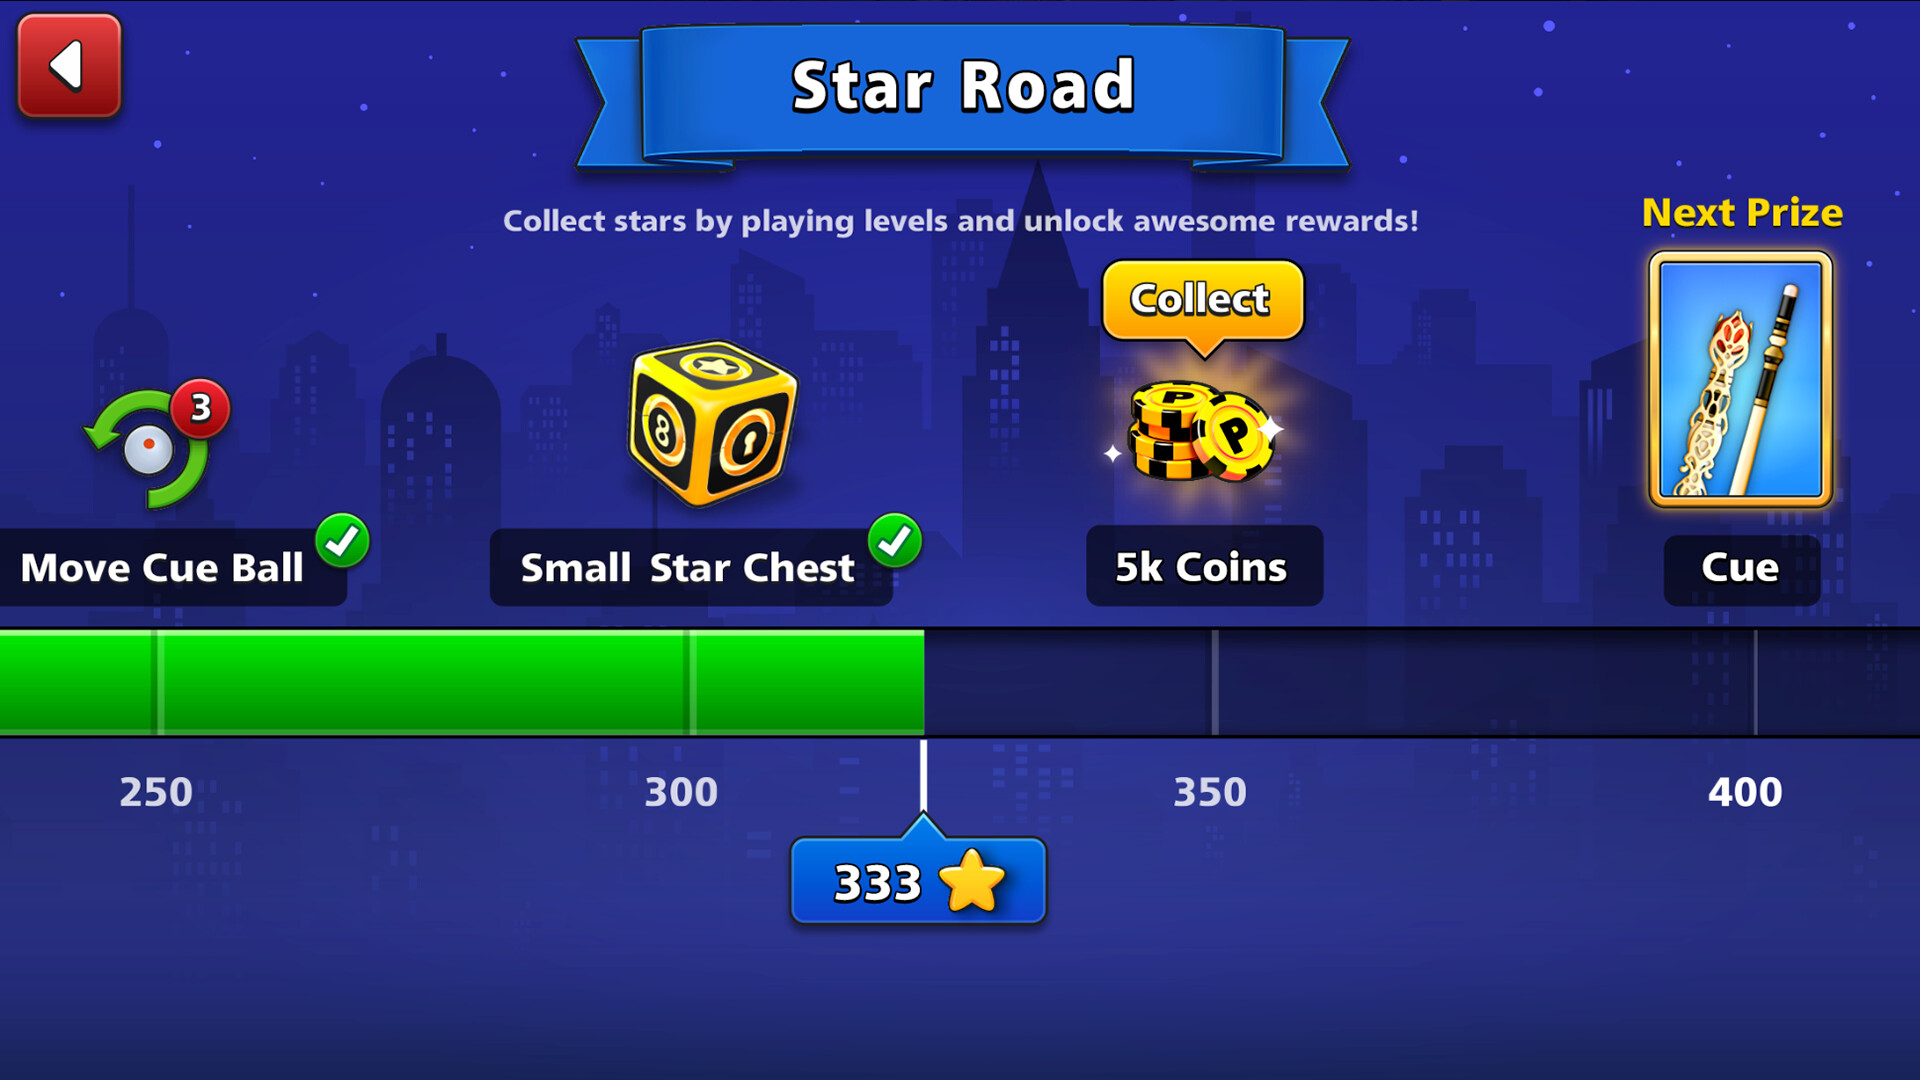 Star Road
Collect stars by playing levels and unlock awesome rewards!
Next Prize
Collect
3
8
P
P
Move Cue Ball
Small Star Chest
5k Coins
Cue
250
300
350
400
333